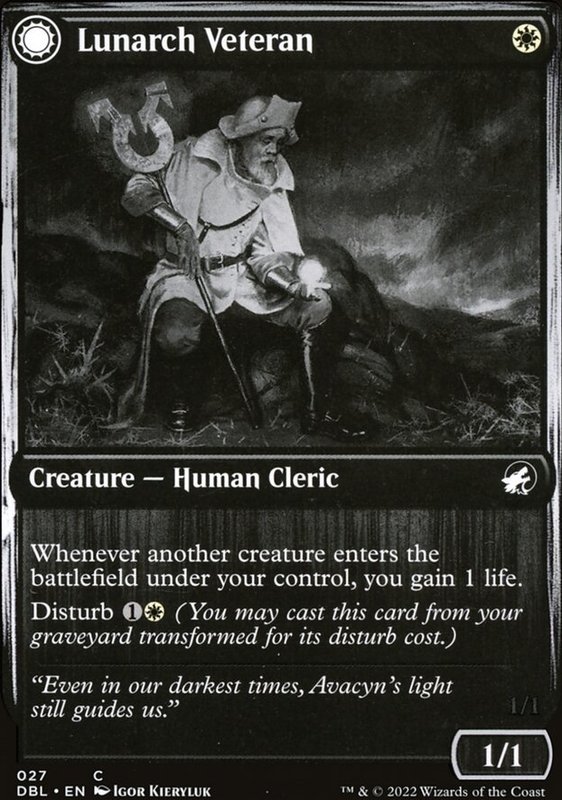 Lunarch Veteran
Creature — Human Cleric
Whenever another creature enters the
battlefield under your control, you gain 1 life.
Disturb 1 (You may cast this card from your
graveyard transformed for its disturb cost.)
“Even in our darkest times, Avacyn’s light
still guides us.”
1/1
1/1
027 C
DBL • EN Igor Kieryluk
™ & © 2022 Wizards of the Coast